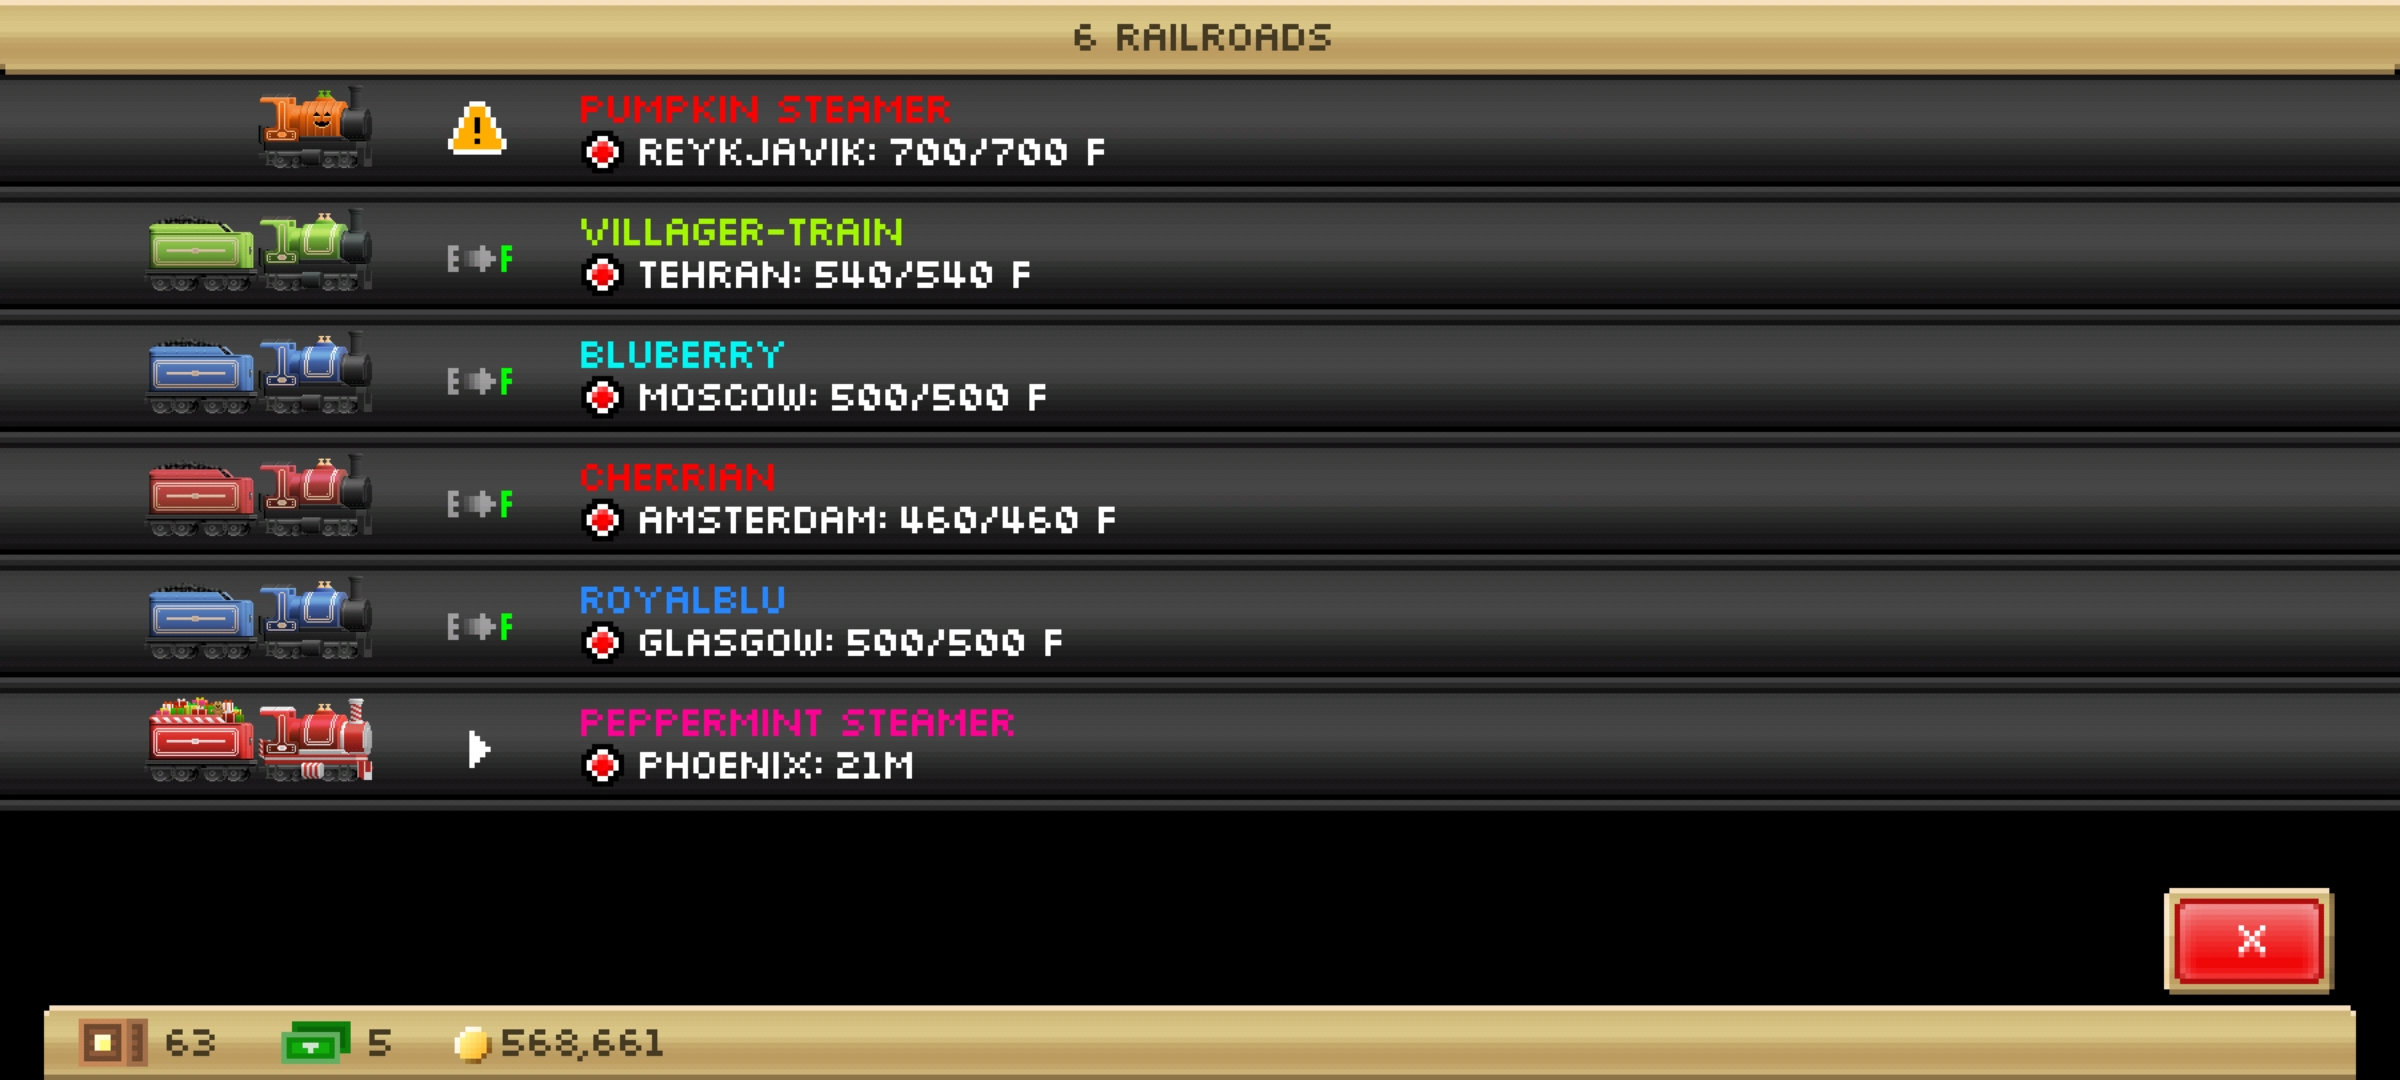 6 RAILROADS
PUMPKIN STEAMER
REYKJAVIK: 700/700 F
VILLAGER-TRAIN
E F
TEHRAN: 540/540 F
BLUBERRY
E F
MOSCOW: 500/500 F
CHERRIAN
E F
AMSTERDAM: 460/460 F
ROYALBLU
E F
GLASGOW: 500/500 F
PEPPERMINT STEAMER
PHOENIX: 21M
X
63 5 568,661